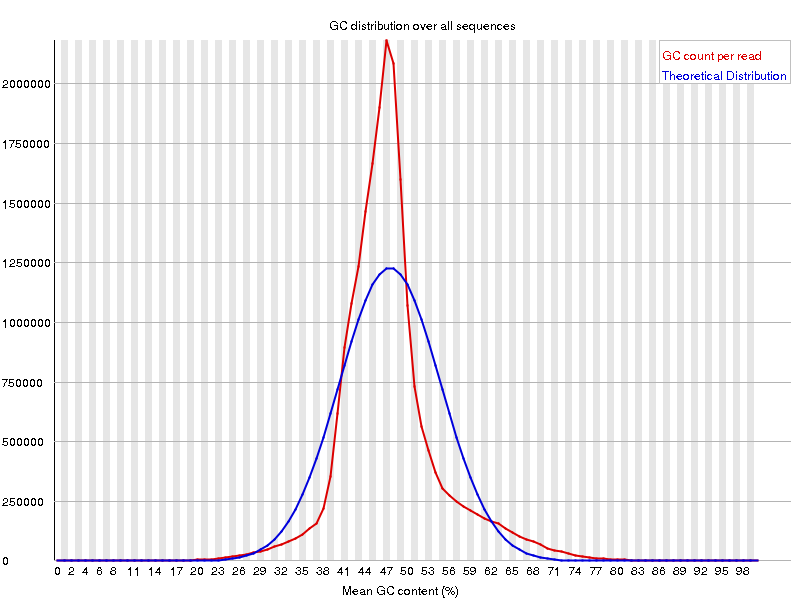 GC distribution over all sequences
GC count per read
Theoretical Distribution
2000000
1750000
1500000
1250000
1000000
750000
500000
250000
0
0 2 4 6 8 11 14 17 20 23 26 29 32 35 38 41 44 47 50 53 56 59 62 65 68 71 74 77 80 83 86 89 92 95 98
Mean GC content (%)